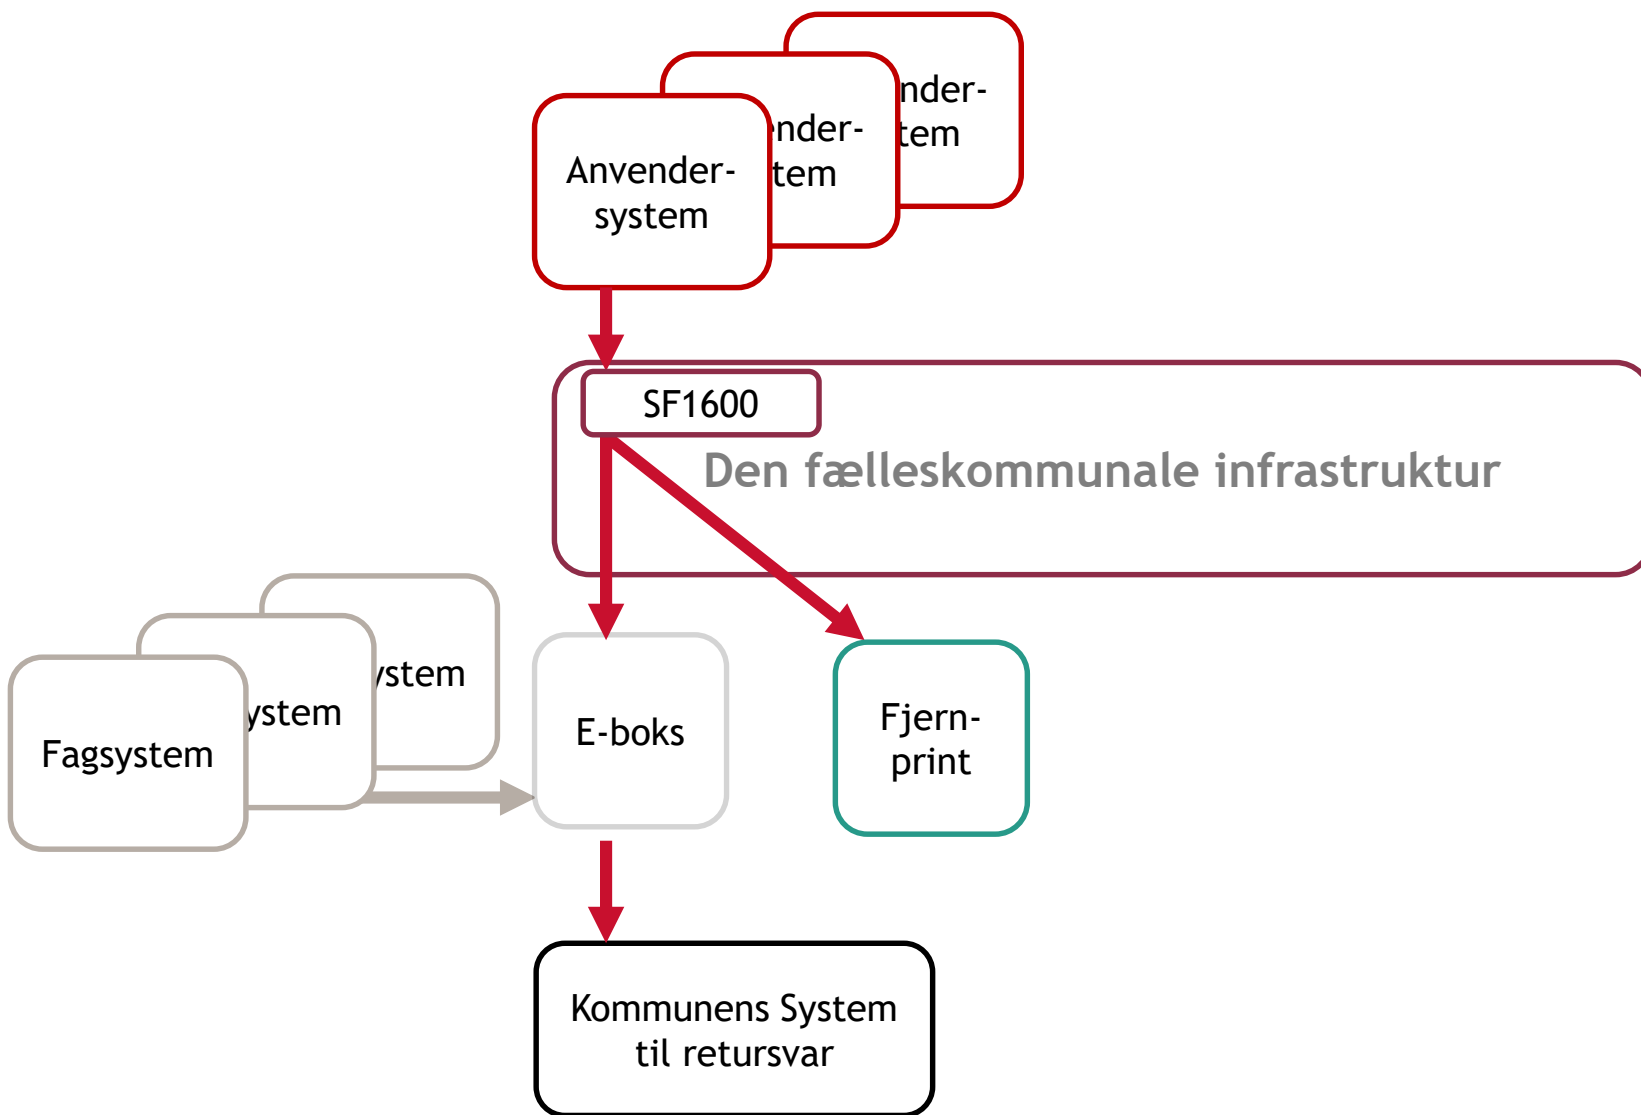 nder-
tem
ender-
tem
Anvender-
system
SF1600
Den fælleskommunale infrastruktur
ystem
ystem
Fagsystem
E-boks
Fjern-
print
Kommunens System
til retursvar